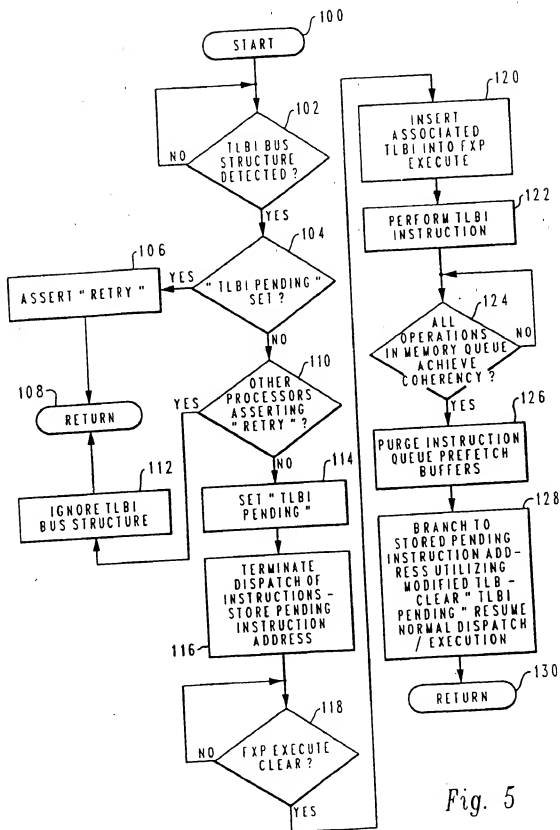 START
100
102
TLBI BUS
STRUCTURE
DETECTED ?
NO
YES
104
"TLBI PENDING"
SET ?
YES
NO
106
ASSERT "RETRY"
108
RETURN
110
OTHER
PROCESSORS
ASSERTING
"RETRY" ?
YES
NO
112
IGNORE TLBI
BUS STRUCTURE
114
SET "TLBI
PENDING"
TERMINATE
DISPATCH OF
INSTRUCTIONS-
STORE PENDING
INSTRUCTION
ADDRESS
116
118
FXP EXECUTE
CLEAR ?
NO
YES
120
INSERT
ASSOCIATED
TLBI INTO FXP
EXECUTE
122
PERFORM TLBI
INSTRUCTION
124
ALL
OPERATIONS
IN MEMORY QUEUE
ACHIEVE
COHERENCY ?
NO
YES
126
PURGE INSTRUCTION
QUEUE PREFETCH
BUFFERS
128
BRANCH TO
STORED PENDING
INSTRUCTION ADD-
RESS UTILIZING
MODIFIED TLB-
CLEAR "TLBI
PENDING" RESUME
NORMAL DISPATCH
/ EXECUTION
130
RETURN
Fig. 5